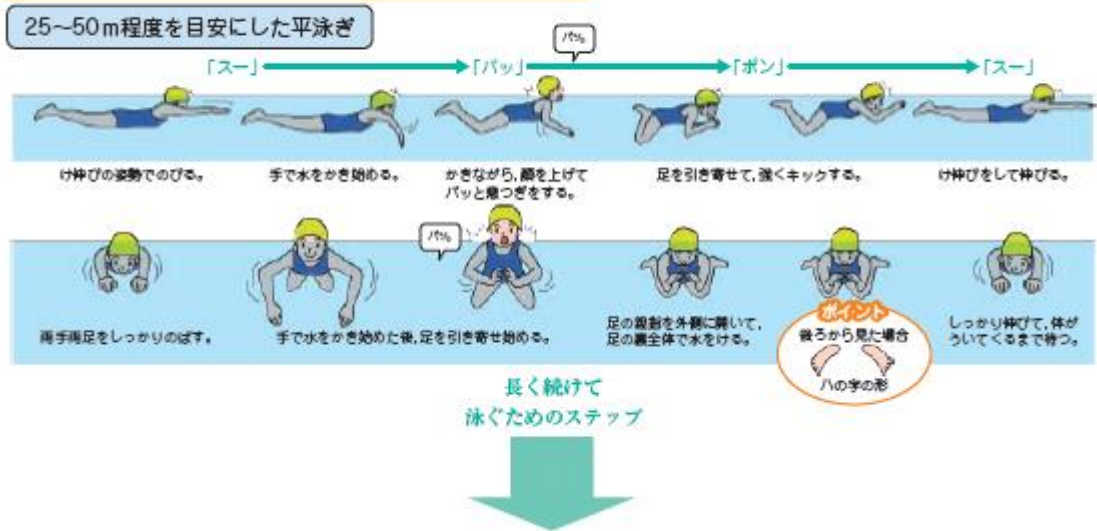 25〜50m程度を目安にした平泳ぎ
パッ。
「スー」 「パッ」 「ポン」 「スー」
け伸びの姿勢でのびる。
手で水をかき始める。
かきながら,顔を上げて
パッと息つぎをする。
足を引き寄せて,強くキックする。
け伸びをして伸びる。
パッ。
両手両足をしっかりのばす。
手で水をかき始めた後,足を引き寄せ始める。
足の親指を外側に開いて,
足の裏全体で水をける。
ポイント
後ろから見た場合
ハの字の形
しっかり伸びて,体が
ういてくるまで待つ。
長く続けて
泳ぐためのステップ